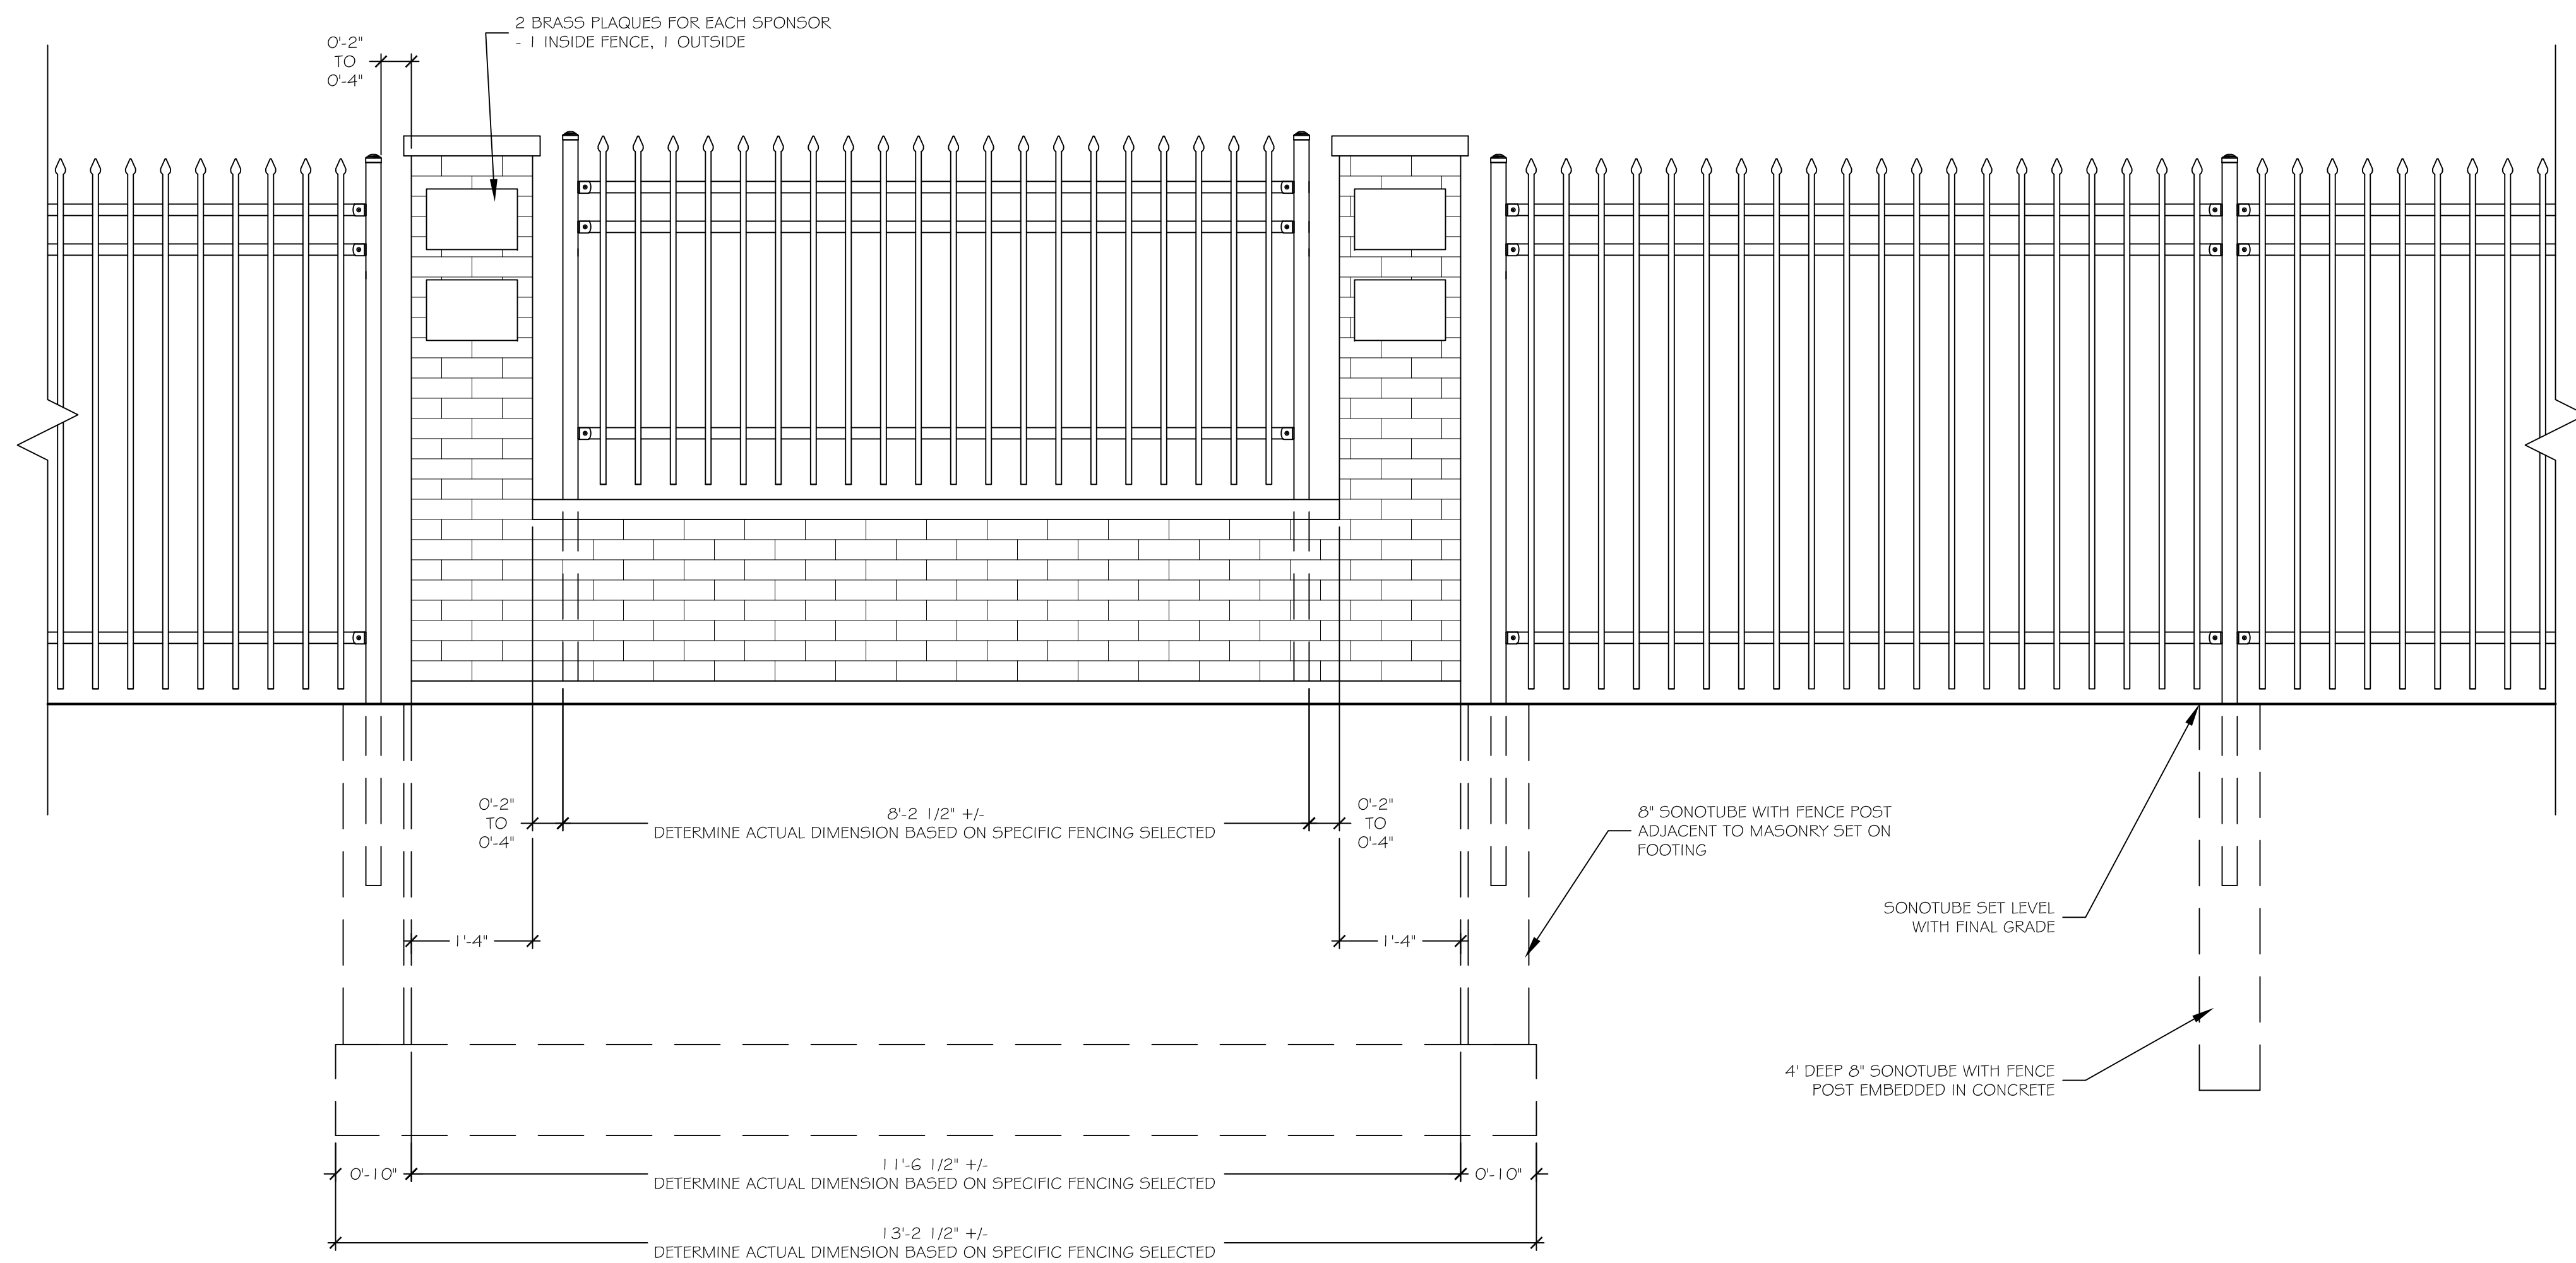 2 BRASS PLAQUES FOR EACH SPONSOR
- 1 INSIDE FENCE, 1 OUTSIDE
0'-2"
TO
0'-4"
0'-2"
TO
0'-4"
8'-2 1/2" +/-
DETERMINE ACTUAL DIMENSION BASED ON SPECIFIC FENCING SELECTED
0'-2"
TO
0'-4"
8" SONOTUBE WITH FENCE POST
ADJACENT TO MASONRY SET ON
FOOTING
SONOTUBE SET LEVEL
WITH FINAL GRADE
1'-4"
1'-4"
4' DEEP 8" SONOTUBE WITH FENCE
POST EMBEDDED IN CONCRETE
0'-10"
11'-6 1/2" +/-
DETERMINE ACTUAL DIMENSION BASED ON SPECIFIC FENCING SELECTED
0'-10"
13'-2 1/2" +/-
DETERMINE ACTUAL DIMENSION BASED ON SPECIFIC FENCING SELECTED